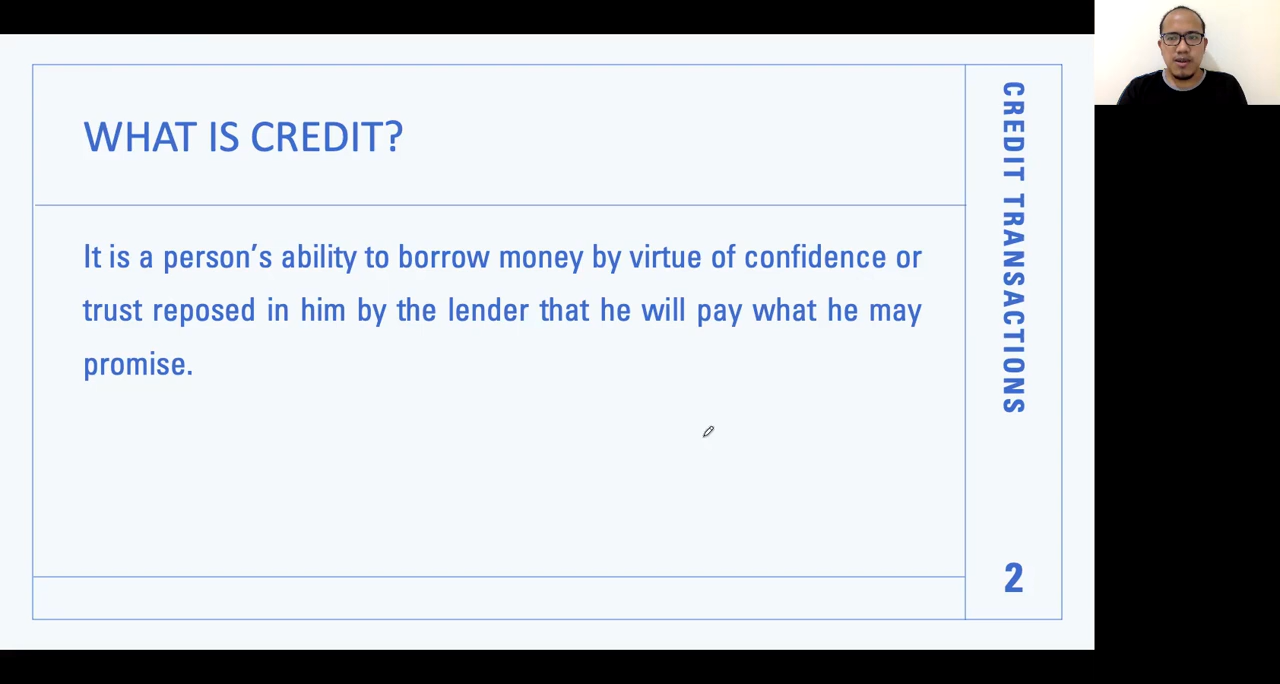 WHAT IS CREDIT?
It is a person’s ability to borrow money by virtue of confidence or
trust reposed in him by the lender that he will pay what he may
promise.
CREDIT TRANSACTIONS
2